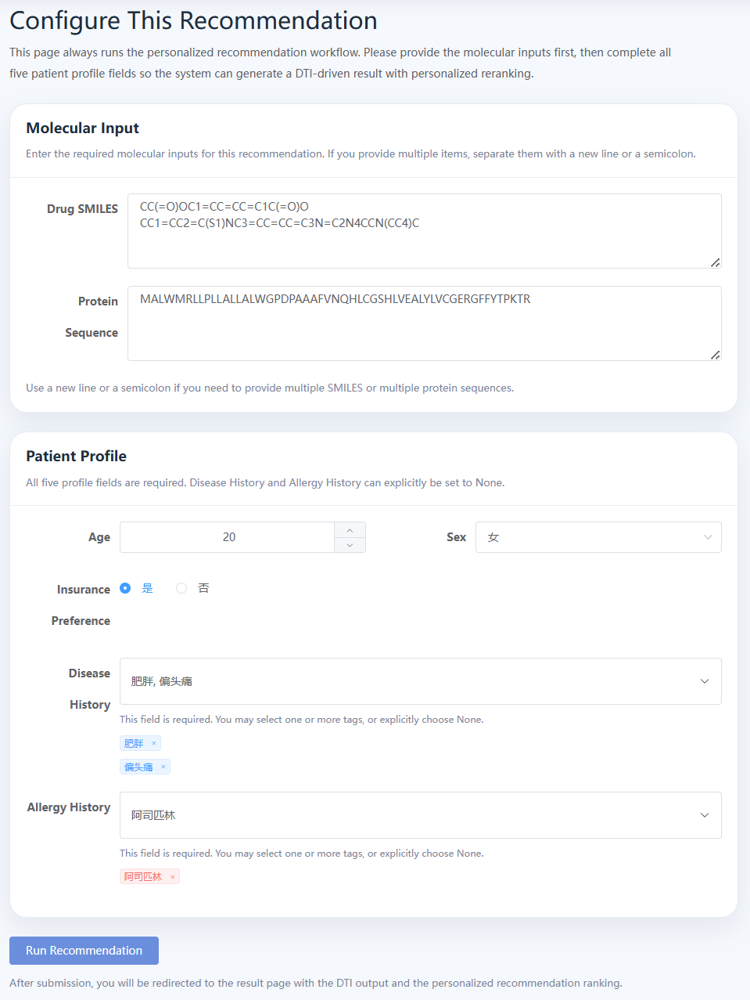 Configure This Recommendation
This page always runs the personalized recommendation workflow. Please provide the molecular inputs first, then complete all
five patient profile fields so the system can generate a DTI-driven result with personalized reranking.
Molecular Input
Enter the required molecular inputs for this recommendation. If you provide multiple items, separate them with a new line or a semicolon.
Drug SMILES
CC(=O)OC1=CC=CC=C1C(=O)O
CC1=CC2=C(S1)NC3=CC=CC=C3N=C2N4CCN(CC4)C
Protein
Sequence
MALWMRLLPLLALLALWGPDPAAAFVNQHLCGSHLVEALYLVCGERGFFYTPKTR
Use a new line or a semicolon if you need to provide multiple SMILES or multiple protein sequences.
Patient Profile
All five profile fields are required. Disease History and Allergy History can explicitly be set to None.
Age
20
Sex
女
Insurance
Preference
是
否
Disease
History
肥胖, 偏头痛
This field is required. You may select one or more tags, or explicitly choose None.
肥胖 ×
偏头痛 ×
Allergy History
阿司匹林
This field is required. You may select one or more tags, or explicitly choose None.
阿司匹林 ×
Run Recommendation
After submission, you will be redirected to the result page with the DTI output and the personalized recommendation ranking.